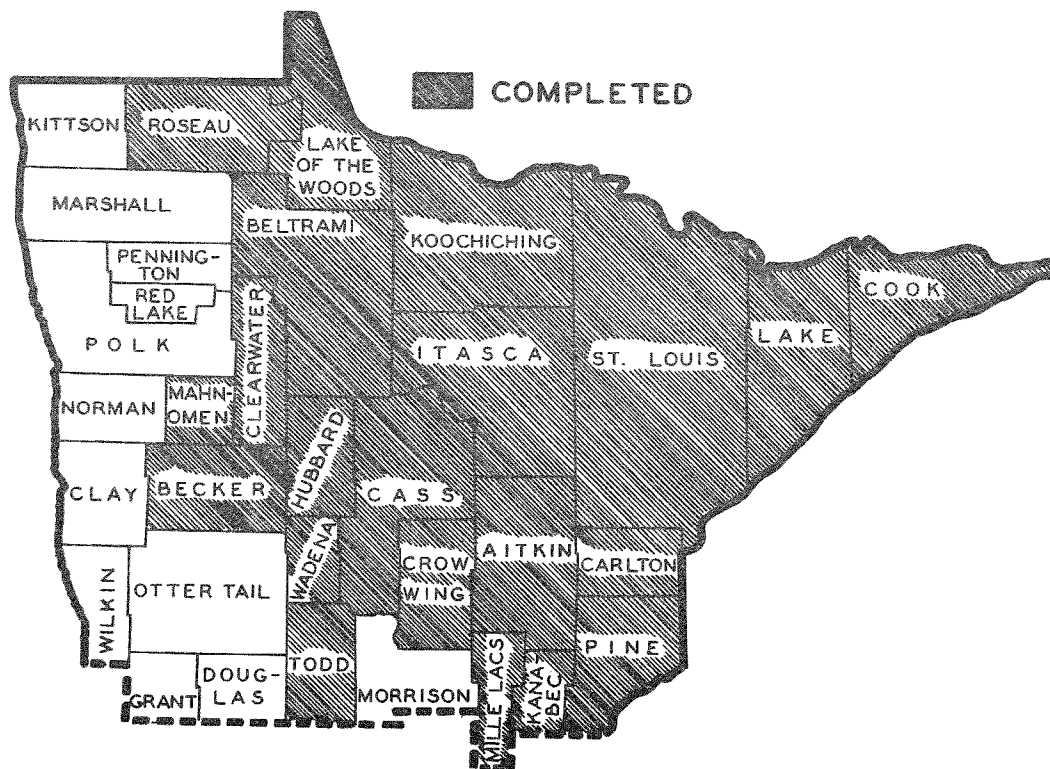 COMPLETED
KITTSON
ROSEAU
LAKE
OF THE
WOODS
MARSHALL
BELTRAMI
KOOCHICHING
PENNING-
TON
RED
LAKE
COOK
POLK
CLEARWATER
ITASCA
ST. LOUIS
LAKE
NORMAN
MAHN-
OMEN
HUBBARD
CLAY
BECKER
CASS
WILKIN
OTTER TAIL
WADENA
CROW
WING
AITKIN
CARLTON
GRANT
DOUG-
LAS
TODD
MORRISON
MILLE LACS
KANA-
BEC
PINE